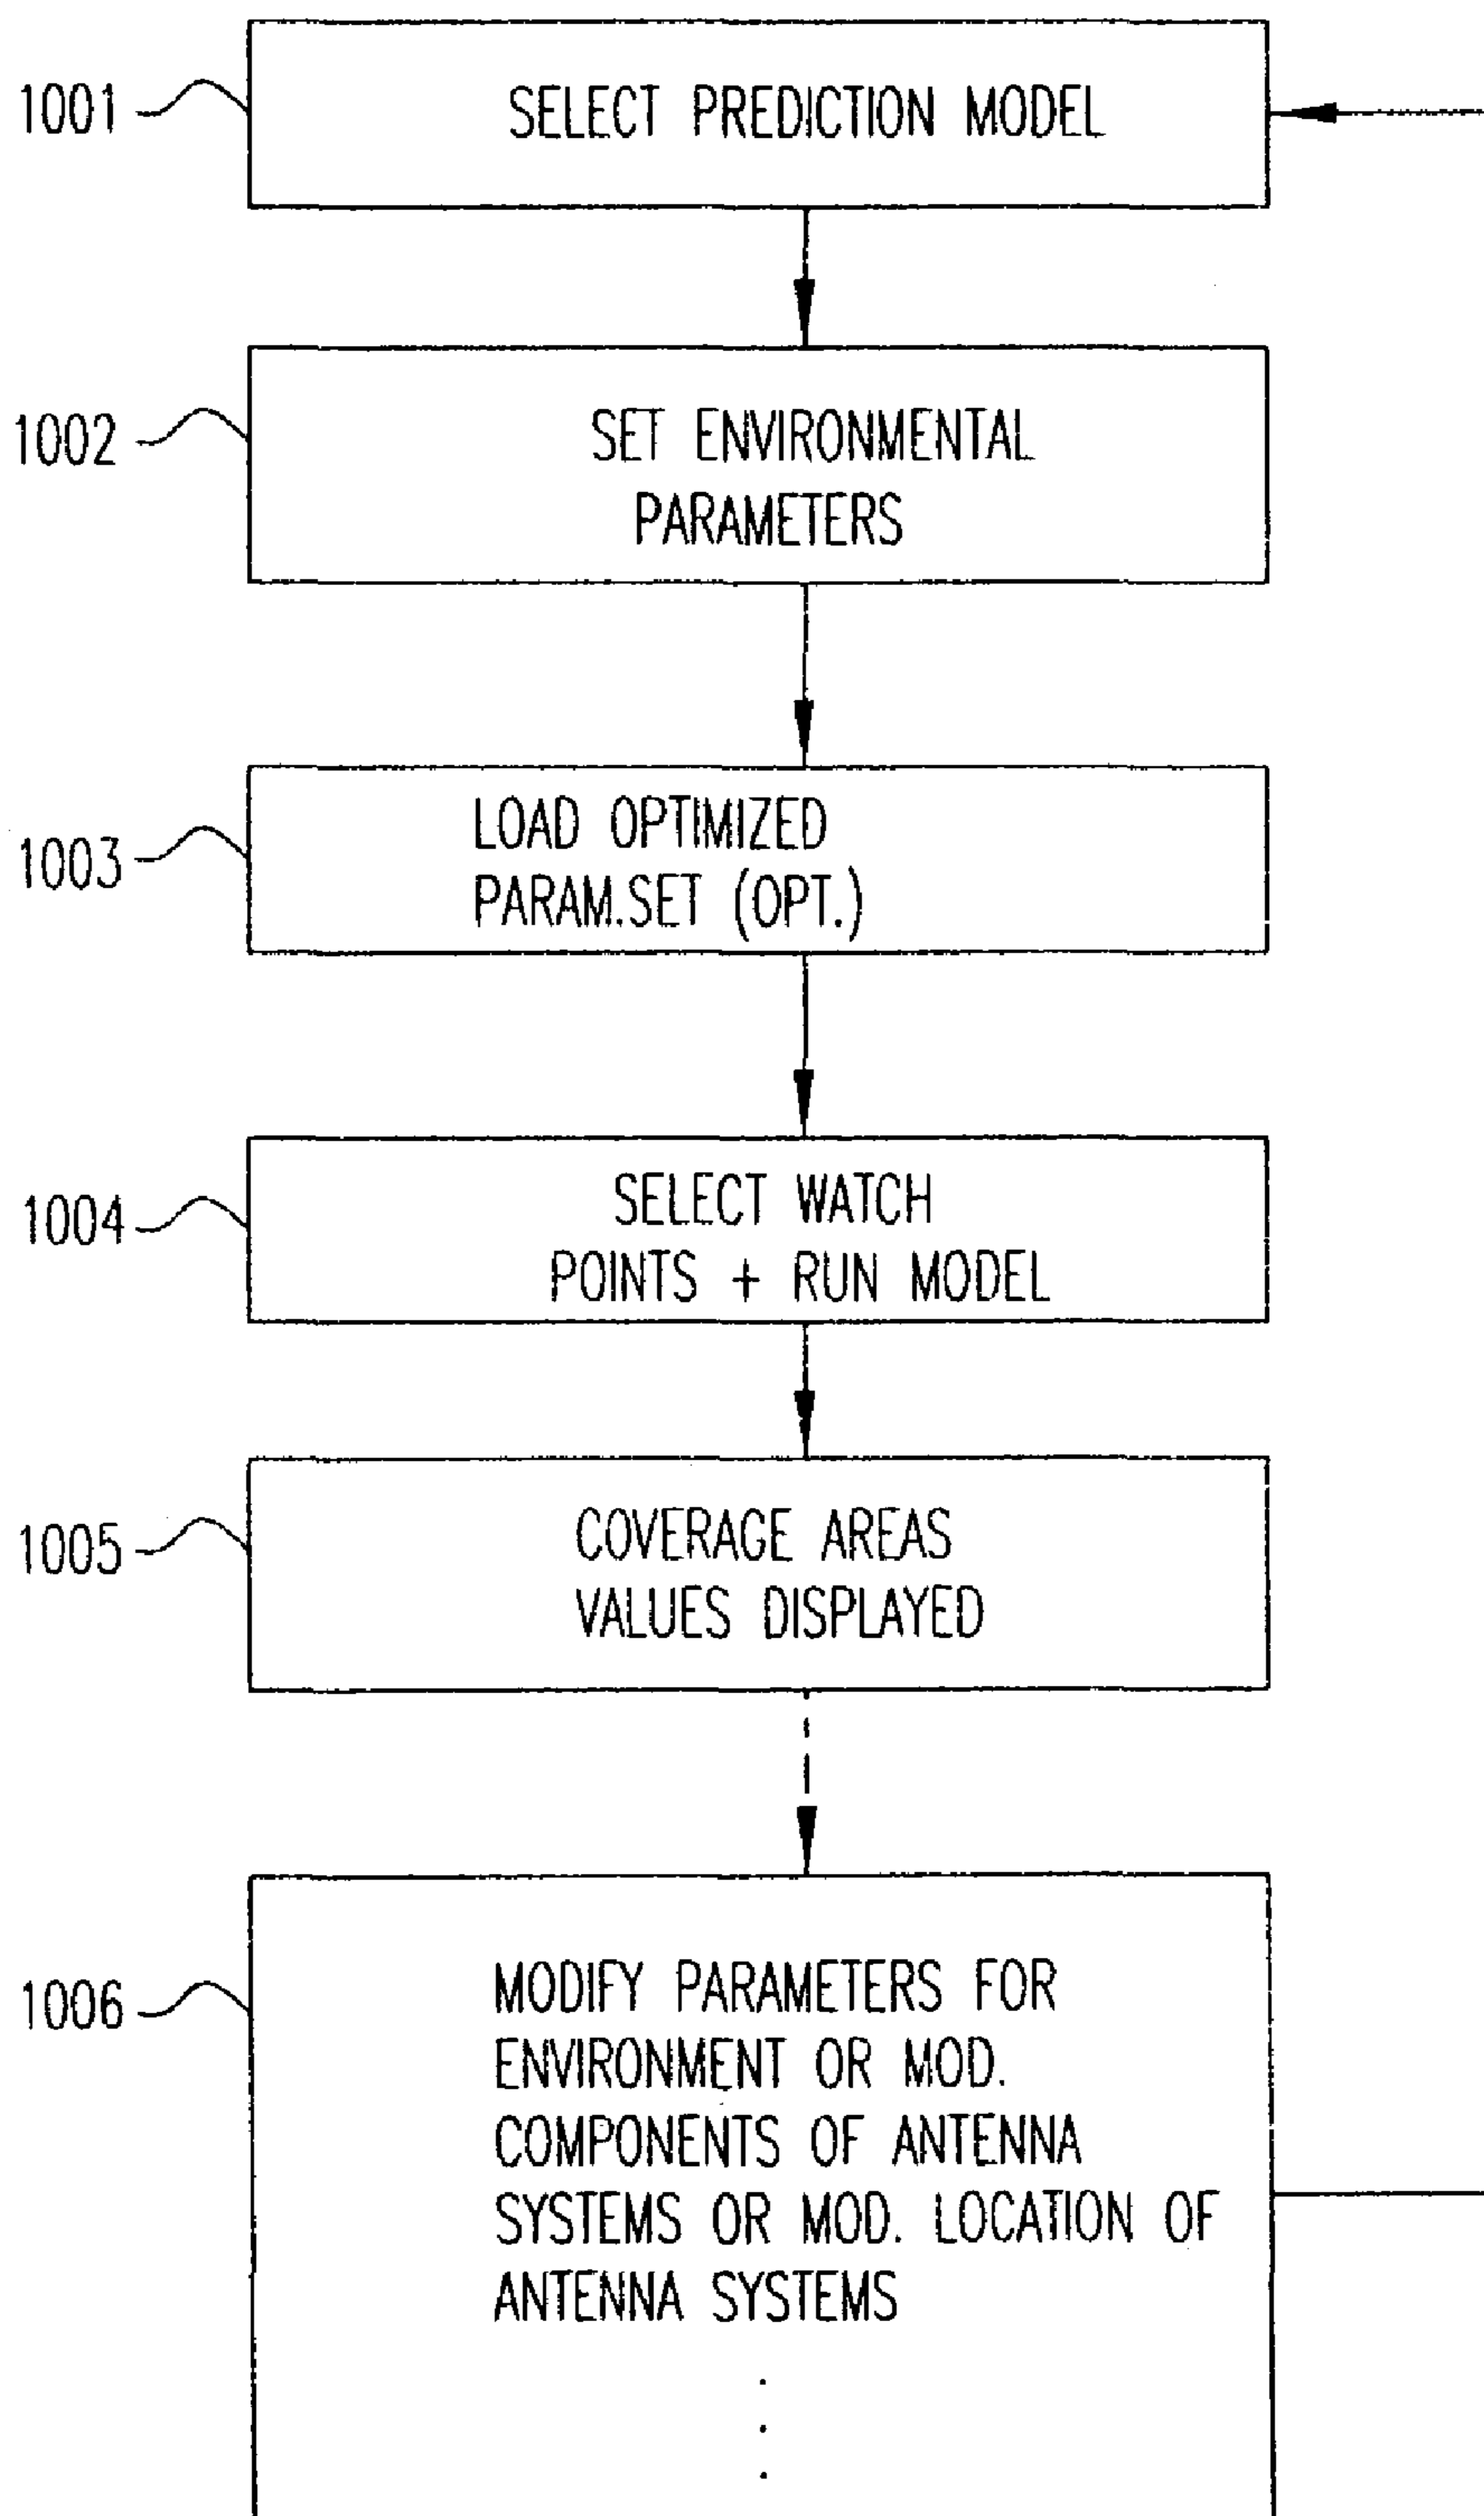 1001
SELECT PREDICTION MODEL
1002
SET ENVIRONMENTAL
PARAMETERS
1003
LOAD OPTIMIZED
PARAM.SET (OPT.)
1004
SELECT WATCH
POINTS + RUN MODEL
1005
COVERAGE AREAS
VALUES DISPLAYED
1006
MODIFY PARAMETERS FOR
ENVIRONMENT OR MOD.
COMPONENTS OF ANTENNA
SYSTEMS OR MOD. LOCATION OF
ANTENNA SYSTEMS